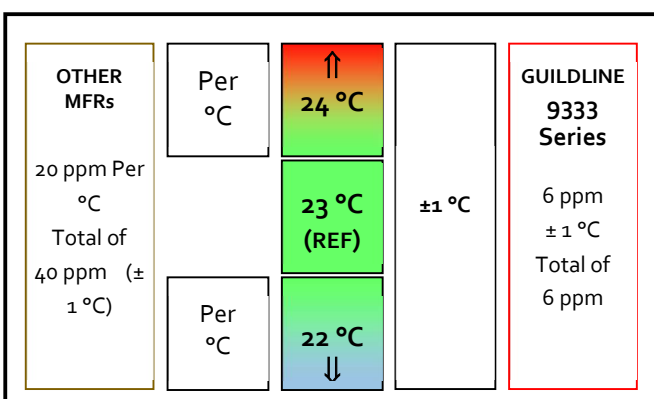 OTHER
MFRs
20 ppm Per
°C
Total of
40 ppm (±
1 °C)
Per
°C
Per
°C
⇑
24 °C
23 °C
(REF)
22 °C
⇓
±1 °C
GUILDLINE
9333
Series
6 ppm
± 1 °C
Total of
6 ppm